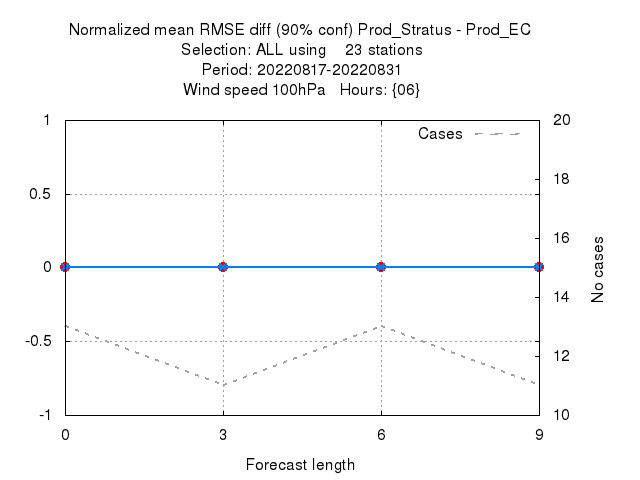 Normalized mean RMSE diff (90% conf) Prod_Stratus - Prod_EC
Selection: ALL using    23 stations
Period: 20220817-20220831
Wind speed 100hPa   Hours: {06}
Cases
1
0.5
0
-0.5
-1
20
18
16
15
14
12
10
No cases
0 3 6 9
Forecast length